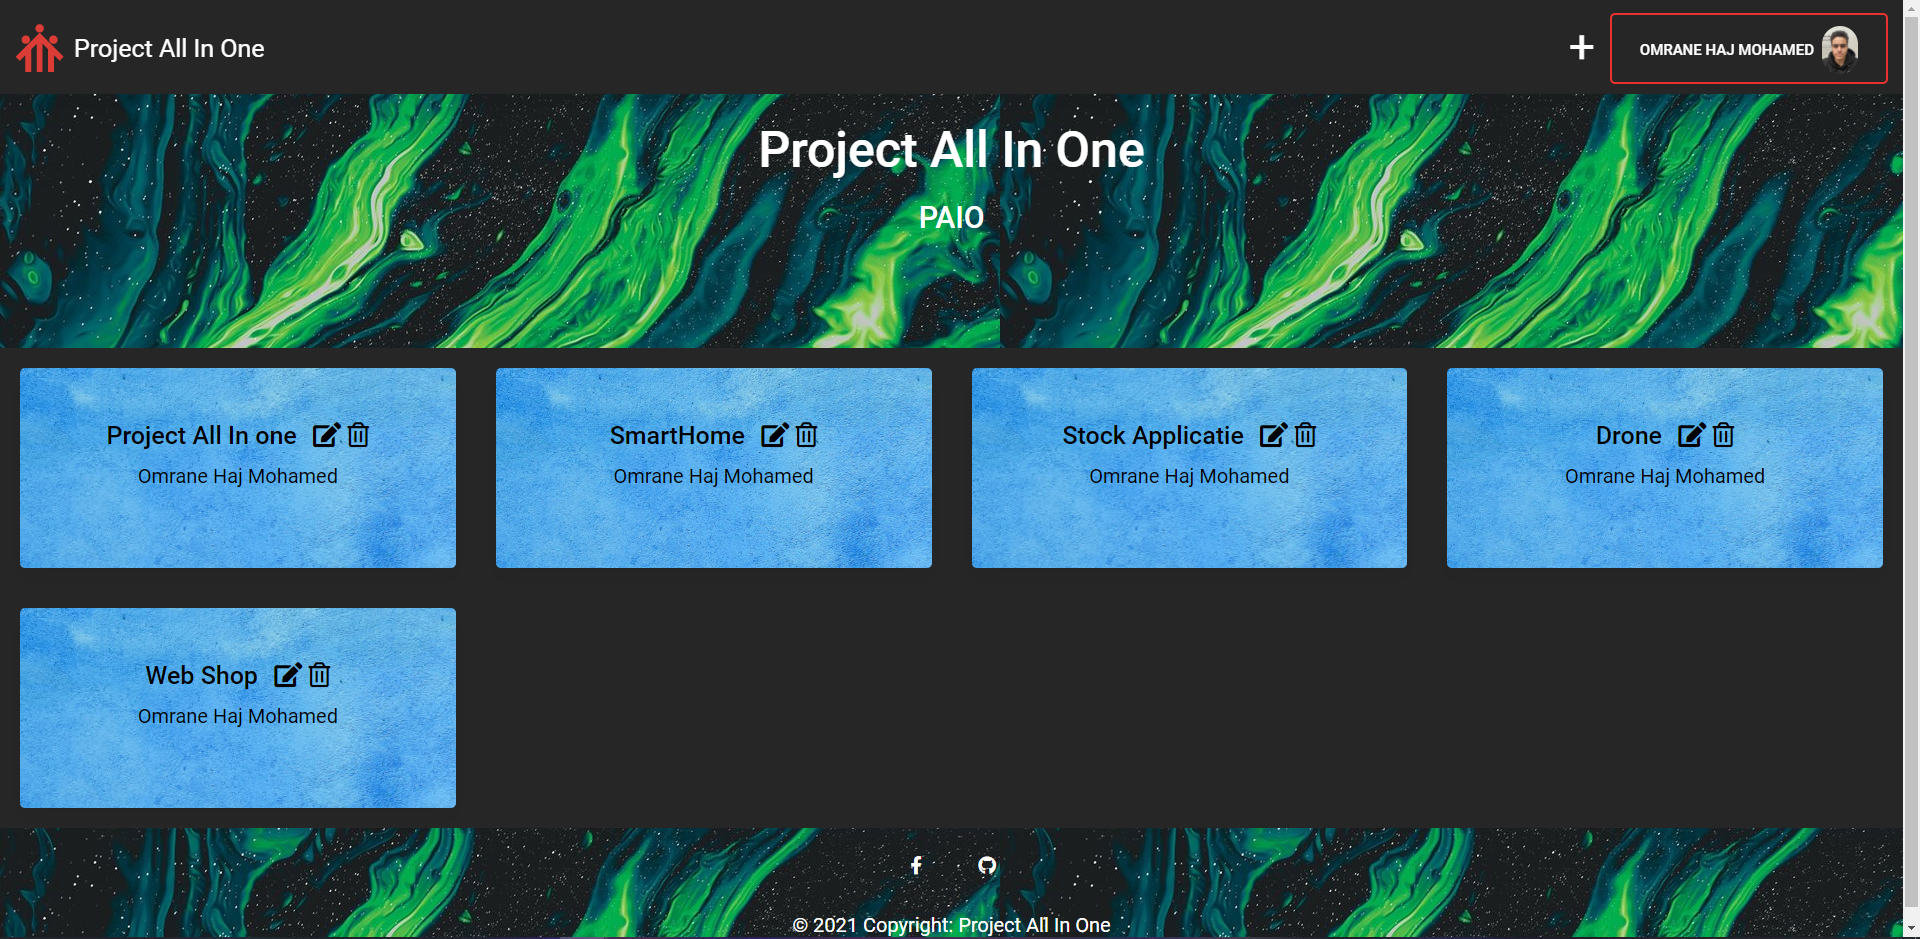 Project All In One
OMRANE HAJ MOHAMED
Project All In One
PAIO
Project All In one
Omrane Haj Mohamed
SmartHome
Omrane Haj Mohamed
Stock Applicatie
Omrane Haj Mohamed
Drone
Omrane Haj Mohamed
Web Shop
Omrane Haj Mohamed
© 2021 Copyright: Project All In One